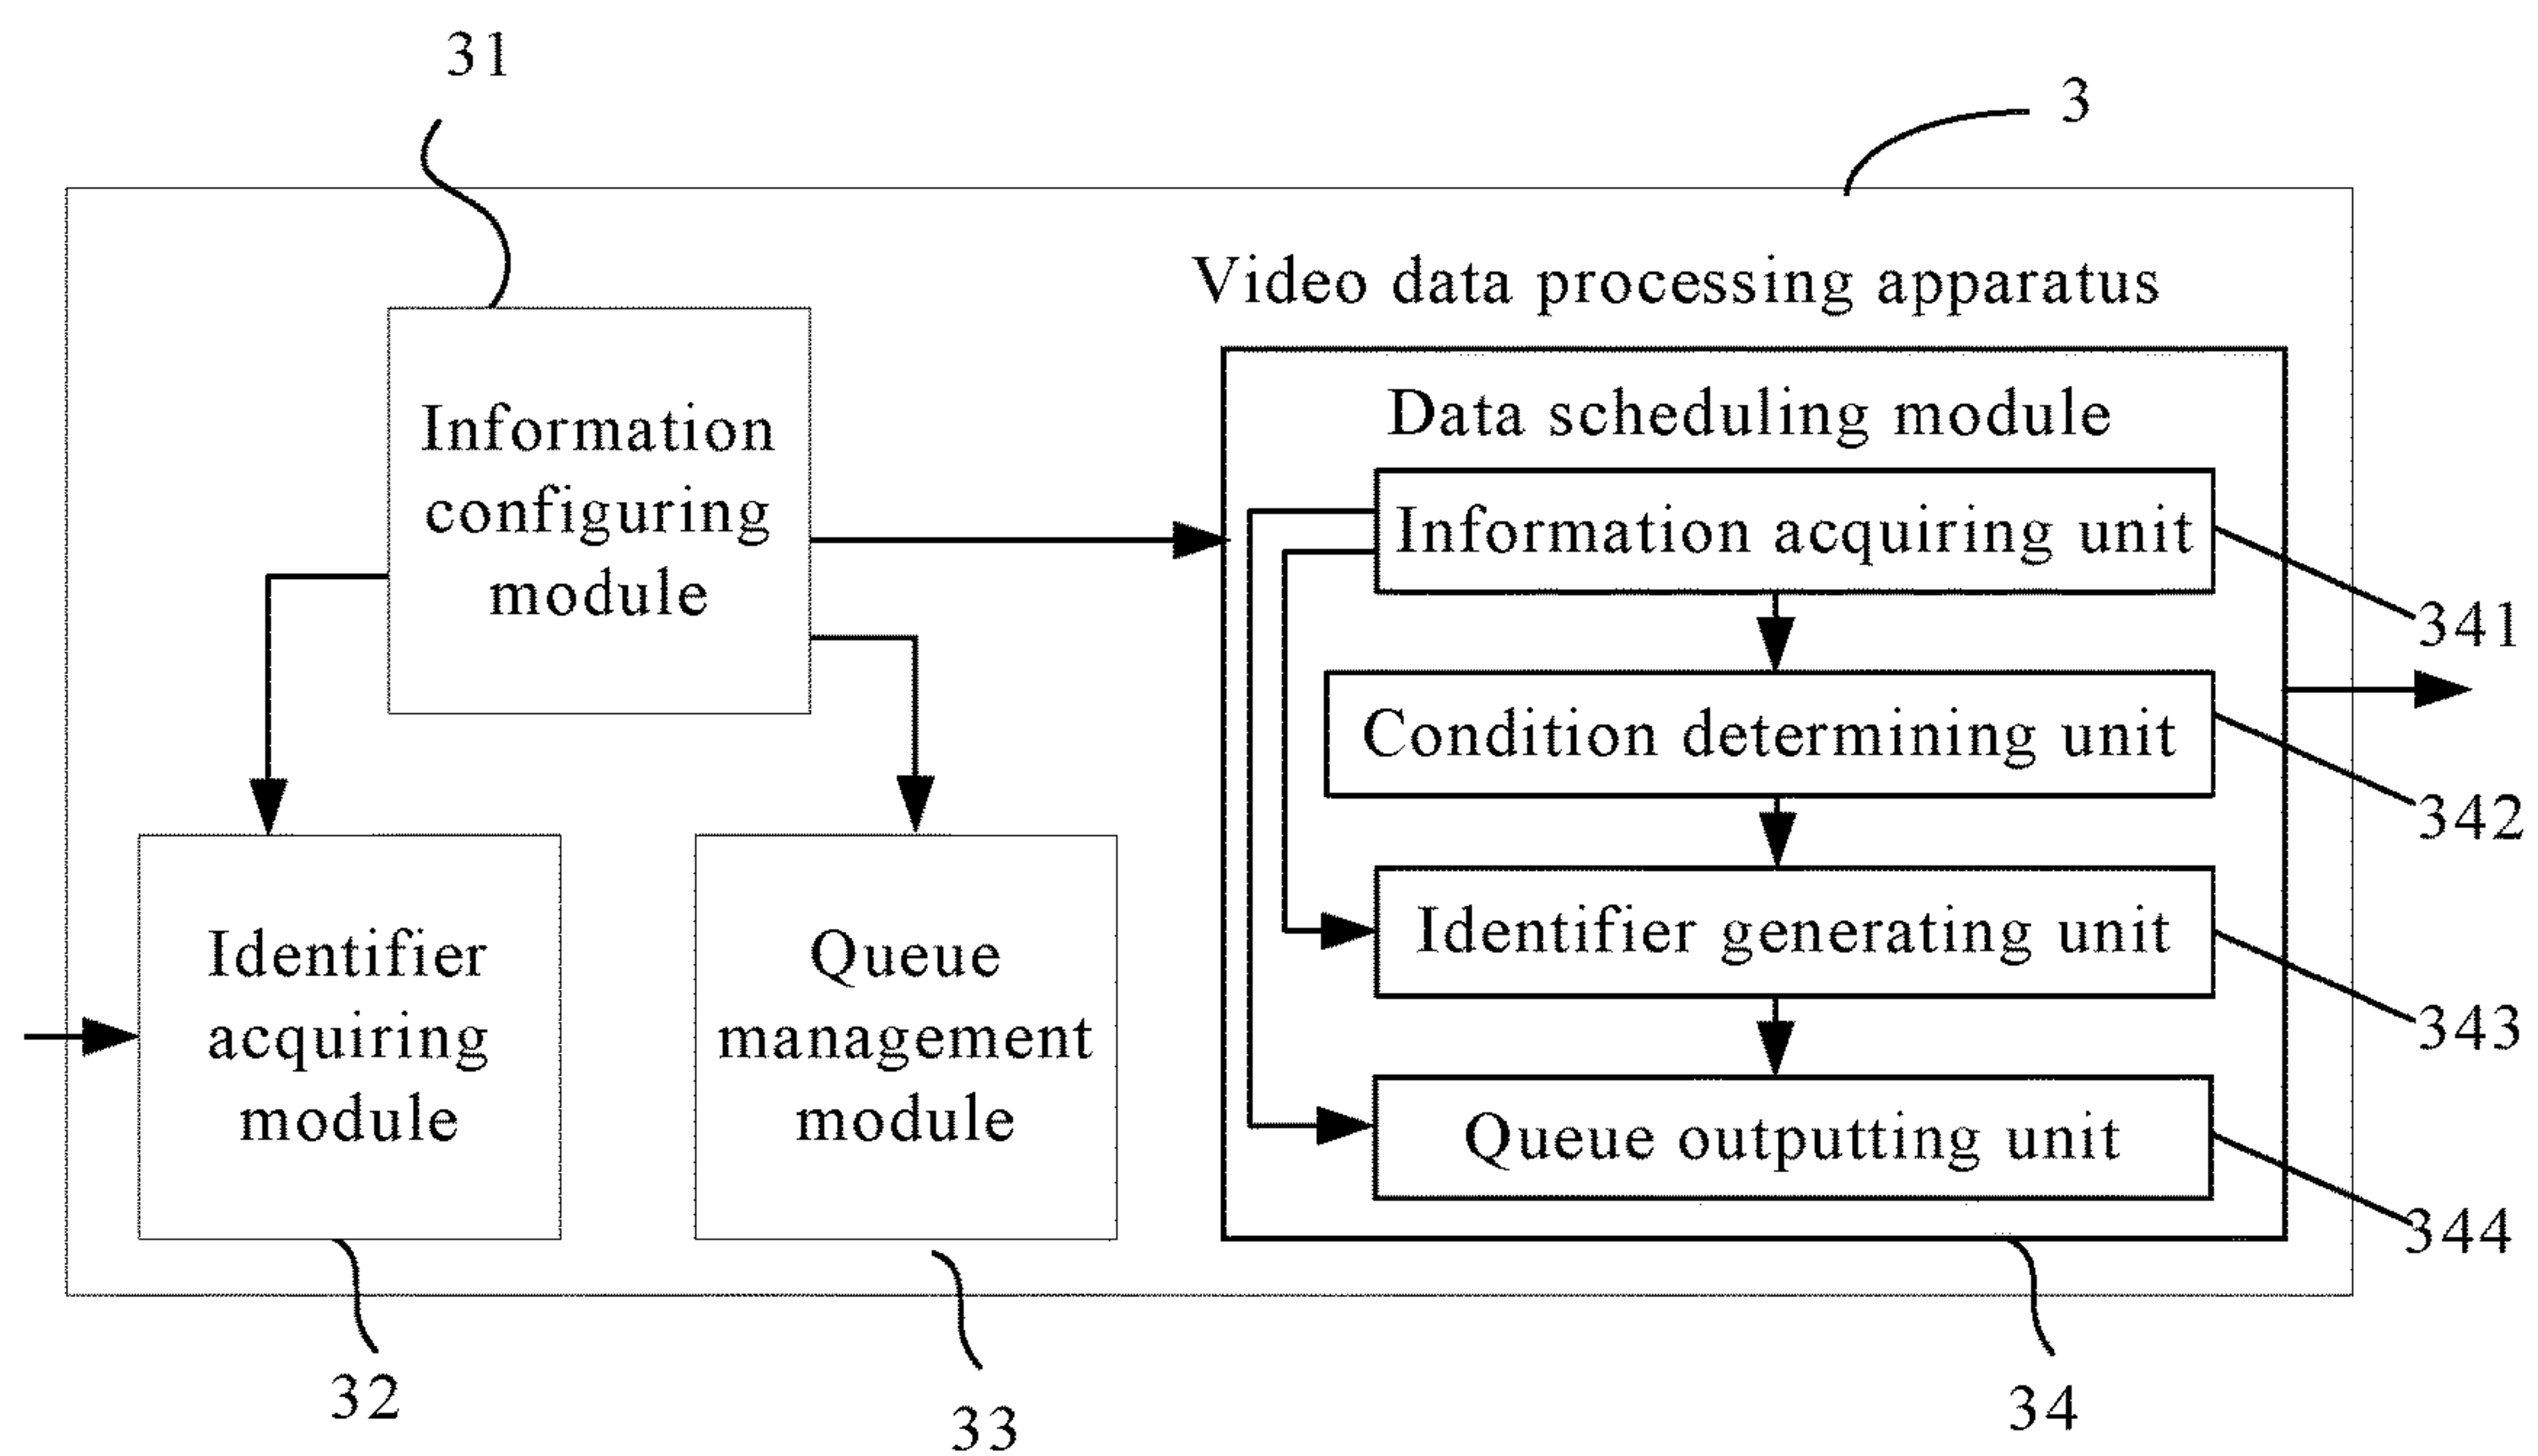 31
3
Video data processing apparatus
Information
configuring
module
Data scheduling module
Information acquiring unit
341
Condition determining unit
342
Identifier generating unit
343
Queue outputting unit
344
Identifier
acquiring
module
Queue
management
module
32
33
34